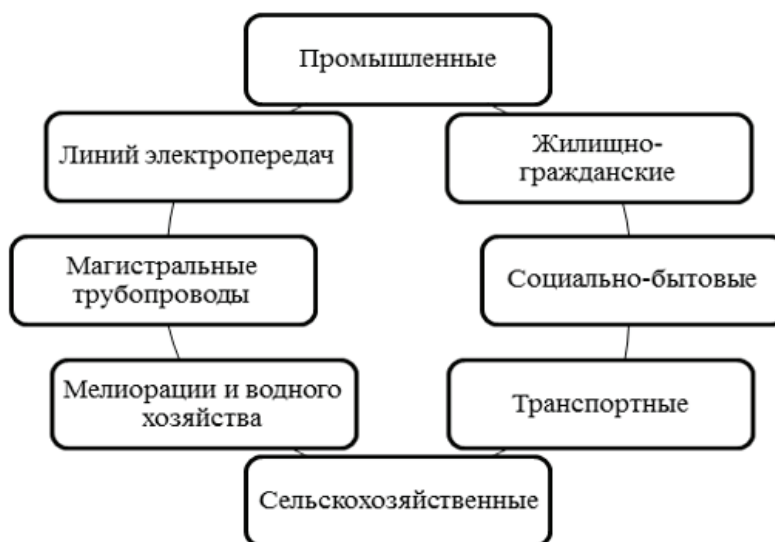 Промышленные
Линий электропередач
Жилищно-
гражданские
Магистральные
трубопроводы
Социально-бытовые
Мелиорации и водного
хозяйства
Транспортные
Сельскохозяйственные